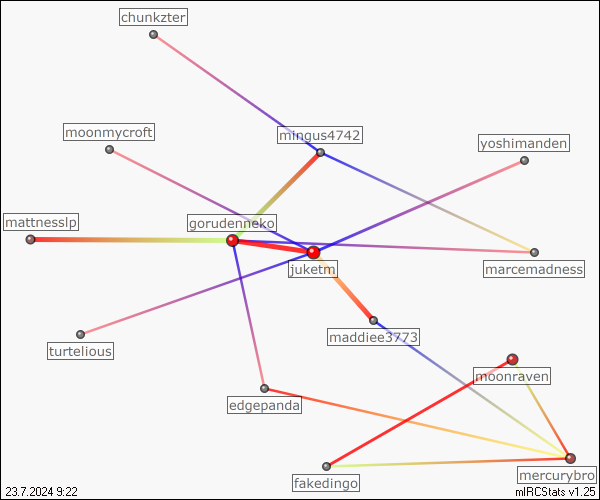 chunkzter
moonmycroft
mingus4742
yoshimanden
mattnesslp
gorudenneko
juketm
marcemadness
maddiee3773
turtelious
moonraven
edgepanda
mercurybro
fakedingo
23.7.2024 9:22
mIRCStats v1.25